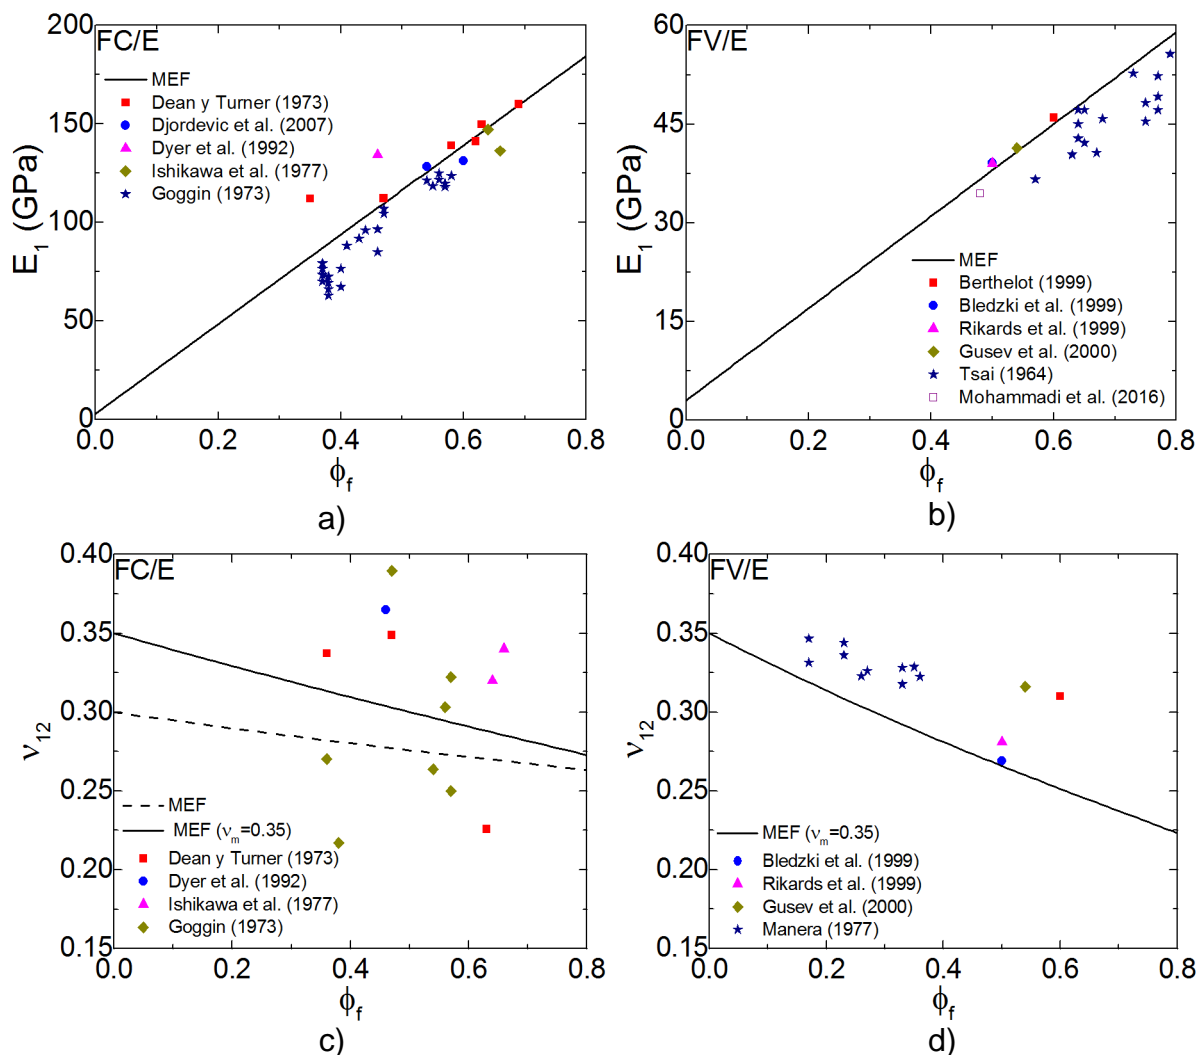 FC/E
MEF
Dean y Turner (1973)
Djordevic et al. (2007)
Dyer et al. (1992)
Ishikawa et al. (1977)
Goggin (1973)
200
150
100
50
0
E1 (GPa)
0.0 0.2 0.4 0.6 0.8
ϕf
a)
FV/E
MEF
Berthelot (1999)
Bledzki et al. (1999)
Rikards et al. (1999)
Gusev et al. (2000)
Tsai (1964)
Mohammadi et al. (2016)
60
45
30
15
0
E1 (GPa)
0.0 0.2 0.4 0.6 0.8
ϕf
b)
FC/E
MEF
MEF (νm=0.35)
Dean y Turner (1973)
Dyer et al. (1992)
Ishikawa et al. (1977)
Goggin (1973)
0.40
0.35
0.30
0.25
0.20
0.15
ν12
0.0 0.2 0.4 0.6 0.8
ϕf
c)
FV/E
MEF (νm=0.35)
Bledzki et al. (1999)
Rikards et al. (1999)
Gusev et al. (2000)
Manera (1977)
0.40
0.35
0.30
0.25
0.20
0.15
ν12
0.0 0.2 0.4 0.6 0.8
ϕf
d)